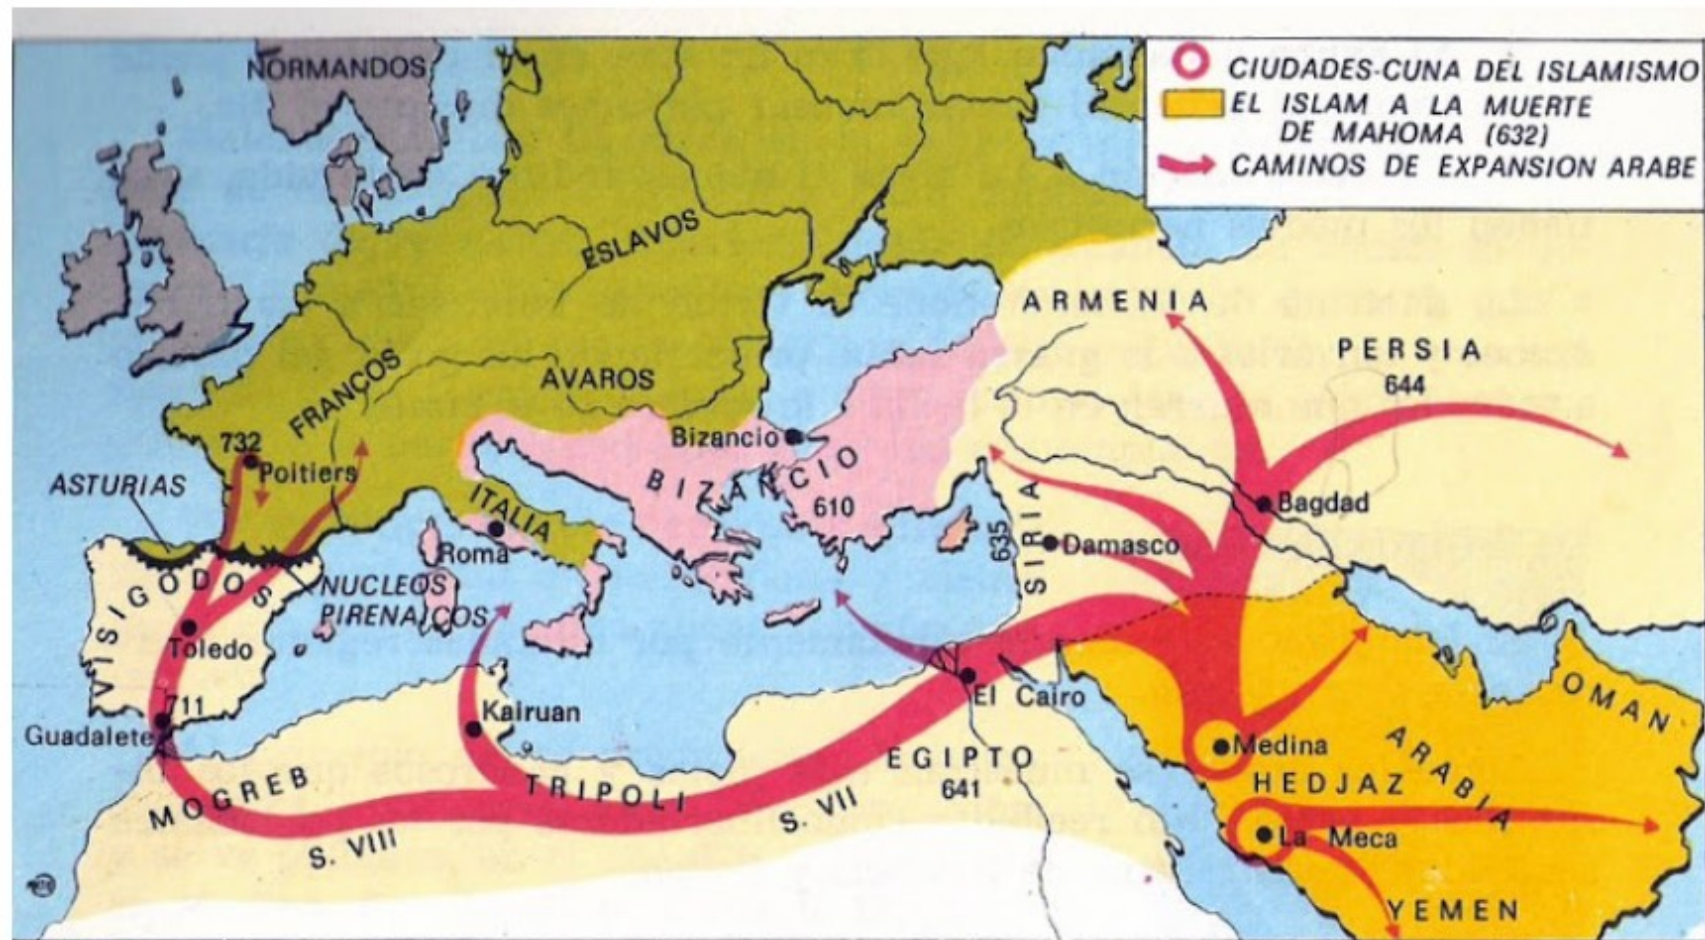 CIUDADES-CUNA DEL ISLAMISMO
EL ISLAM A LA MUERTE
DE MAHOMA (632)
CAMINOS DE EXPANSION ARABE
NORMANDOS
ESLAVOS
ARMENIA
PERSIA
644
FRANCOS
AVAROS
732
Poitiers
Bizancio
BIZANCIO
610
ASTURIAS
ITALIA
Roma
SIRIA
635
Damasco
Bagdad
VISIGODOS
NUCLEOS
PIRENAICOS
Toledo
711
Guadalete
Kairuan
El Cairo
EGIPTO
641
MOGREB
TRIPOLI
S. VII
S. VIII
Medina
HEDJAZ
ARABIA
OMAN
La Meca
YEMEN